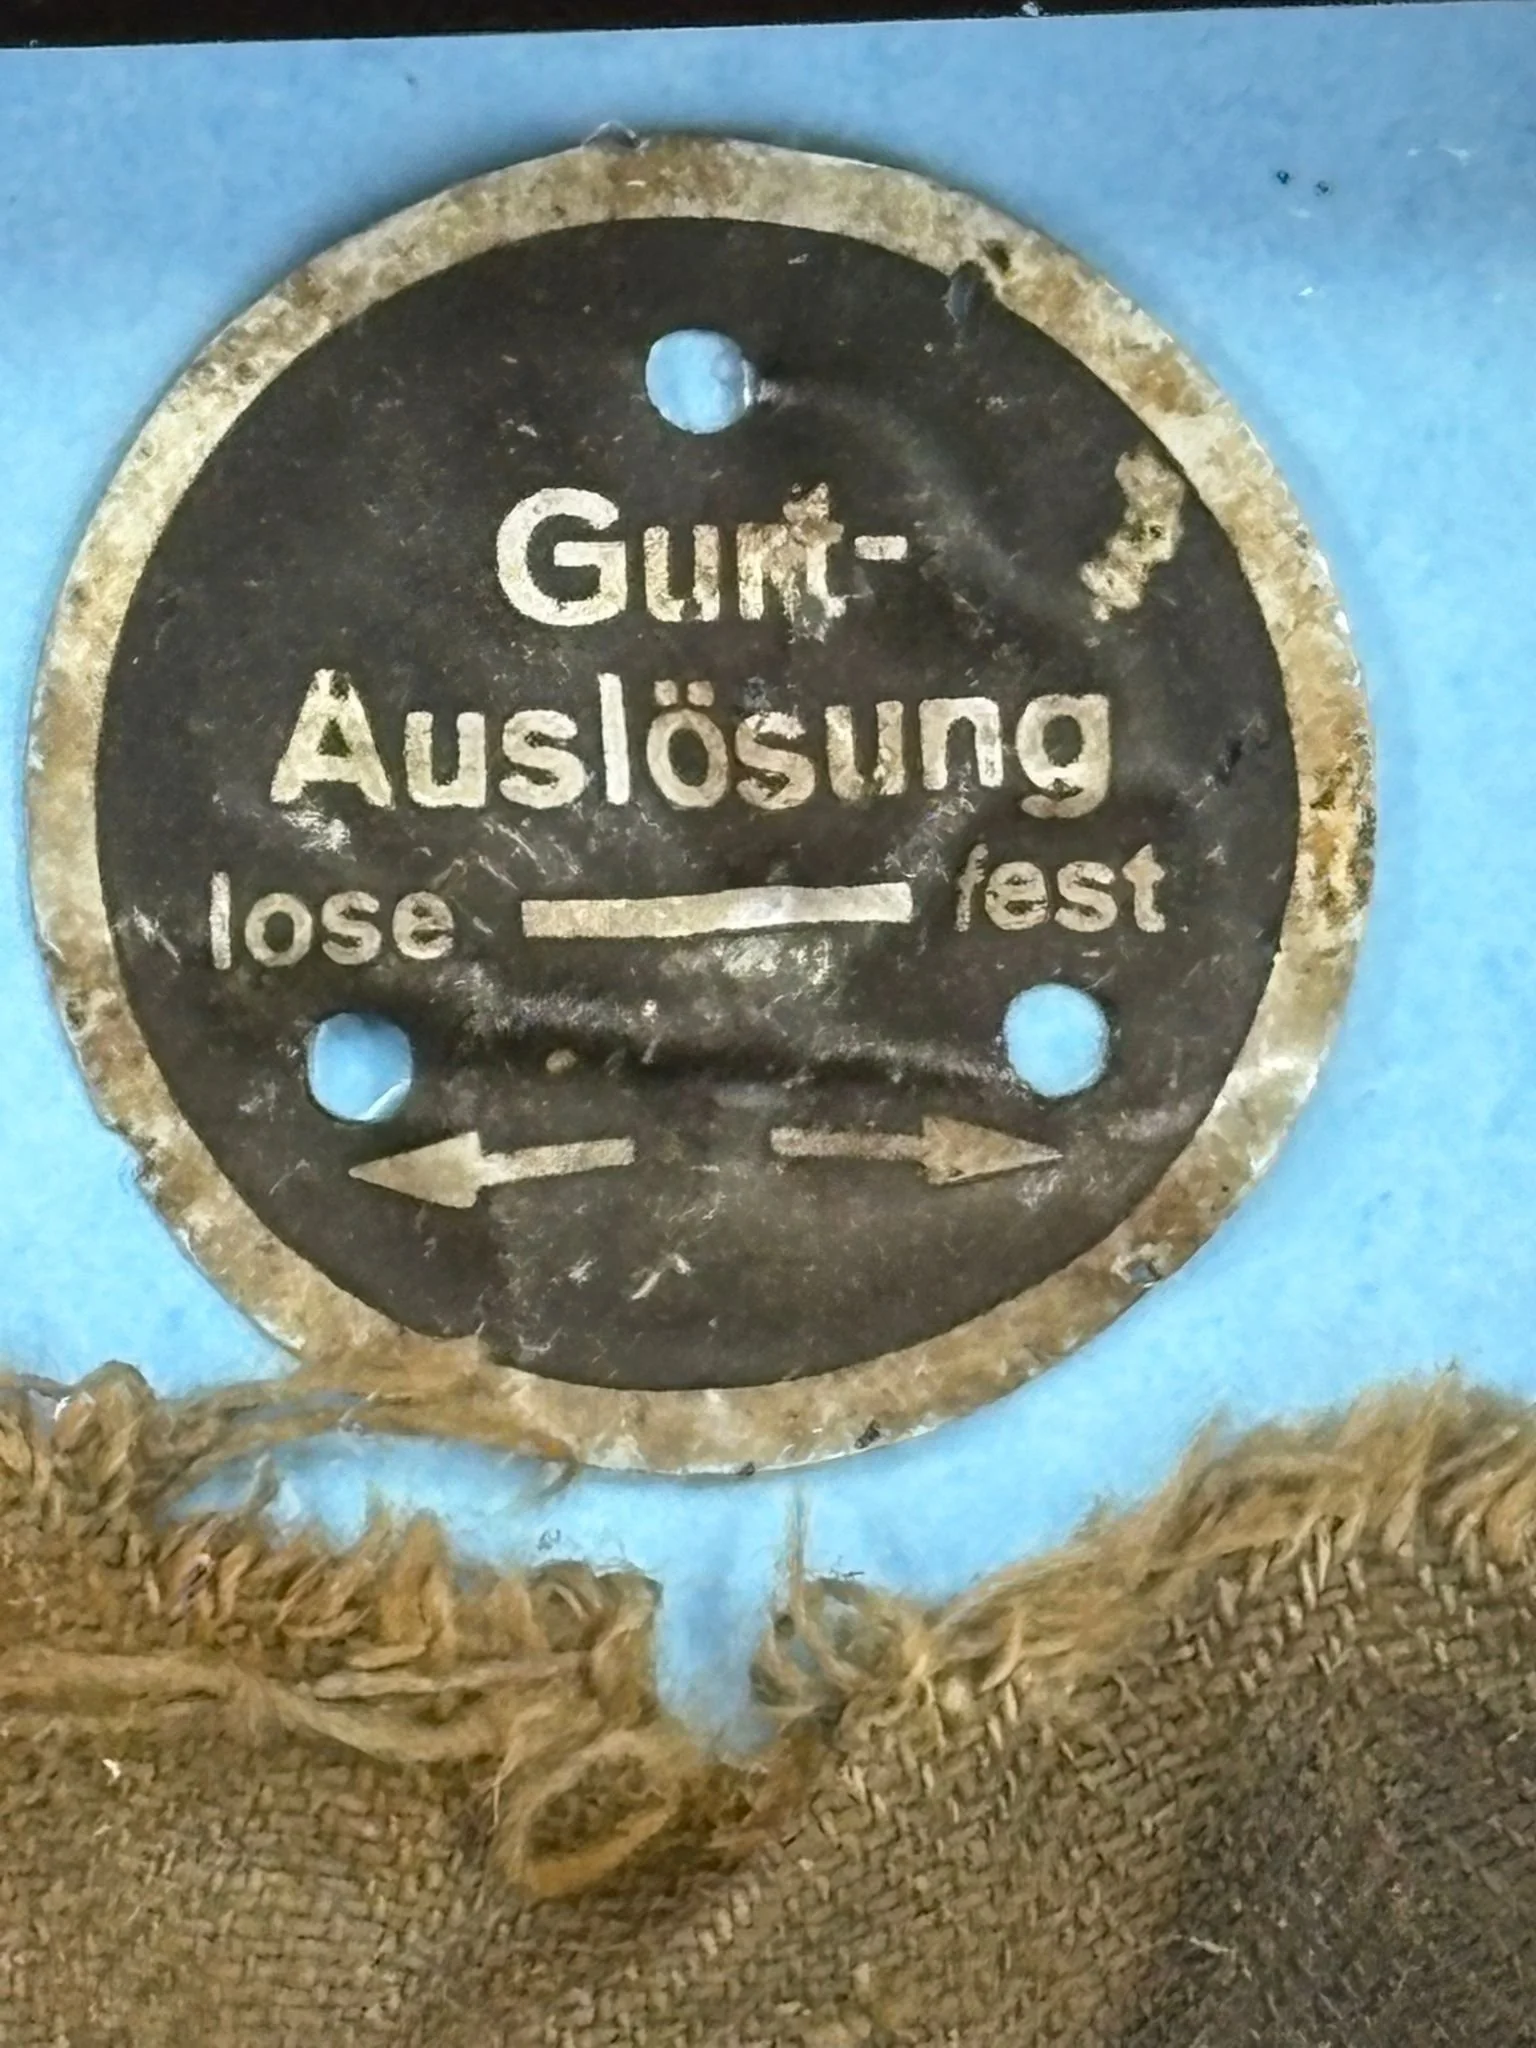 Gurt-
Auslösung
lose — fest